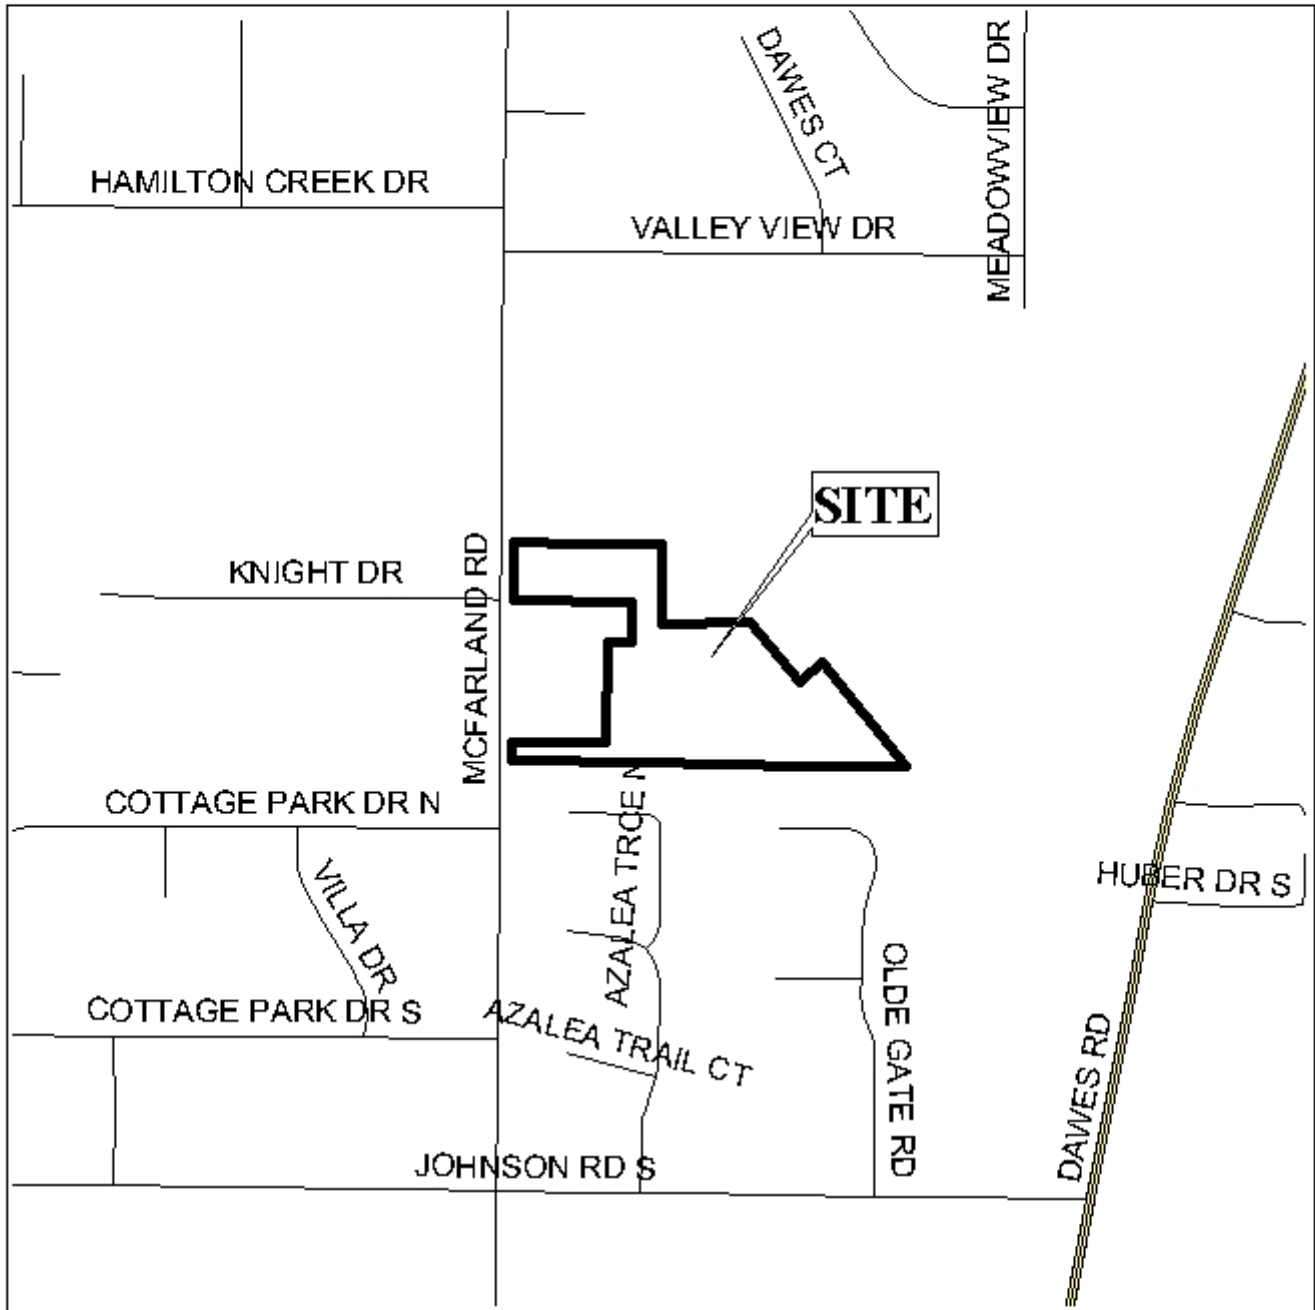 DAWES CT
MEADOWVIEW DR
HAMILTON CREEK DR
VALLEY VIEW DR
SITE
KNIGHT DR
MCFARLAND RD
COTTAGE PARK DR N
AZALEA TRCE N
VILLA DR
HUBER DR S
COTTAGE PARK DR S
AZALEA TRAIL CT
OLDE GATE RD
DAWES RD
JOHNSON RD S